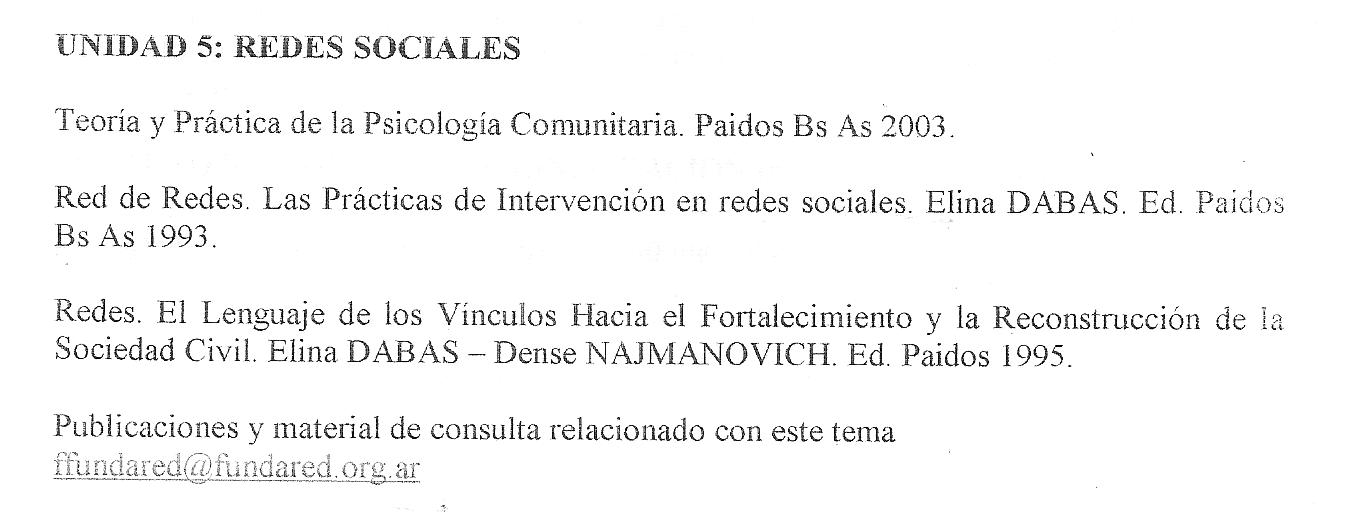 UNIDAD 5: REDES SOCIALES
Teoría y Práctica de la Psicología Comunitaria. Paidos Bs As 2003.
Red de Redes. Las Prácticas de Intervención en redes sociales. Elina DABAS. Ed. Paidos
Bs As 1993.
Redes. El Lenguaje de los Vínculos Hacia el Fortalecimiento y la Reconstrucción de la
Sociedad Civil. Elina DABAS – Dense NAJMANOVICH. Ed. Paidos 1995.
Publicaciones y material de consulta relacionado con este tema
ffundared@fundared.org.ar